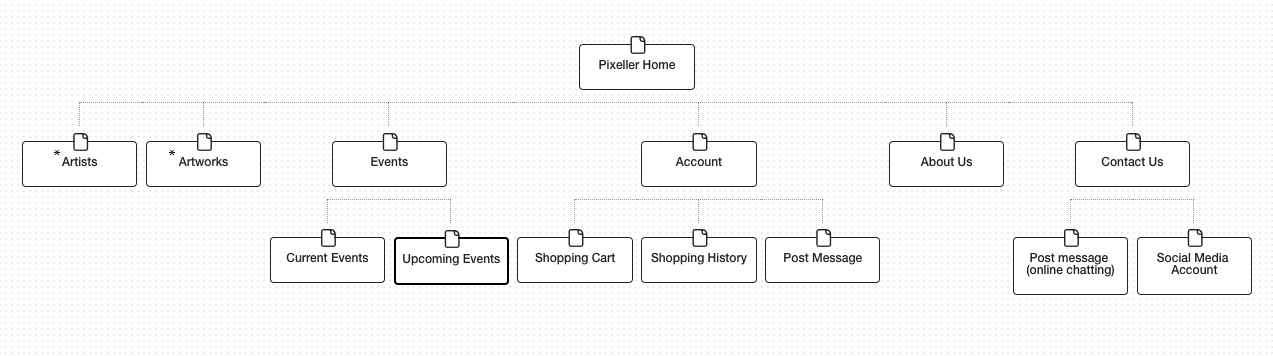 Pixeller Home
* Artists
* Artworks
Events
Account
About Us
Contact Us
Current Events
Upcoming Events
Shopping Cart
Shopping History
Post Message
Post message
(online chatting)
Social Media
Account